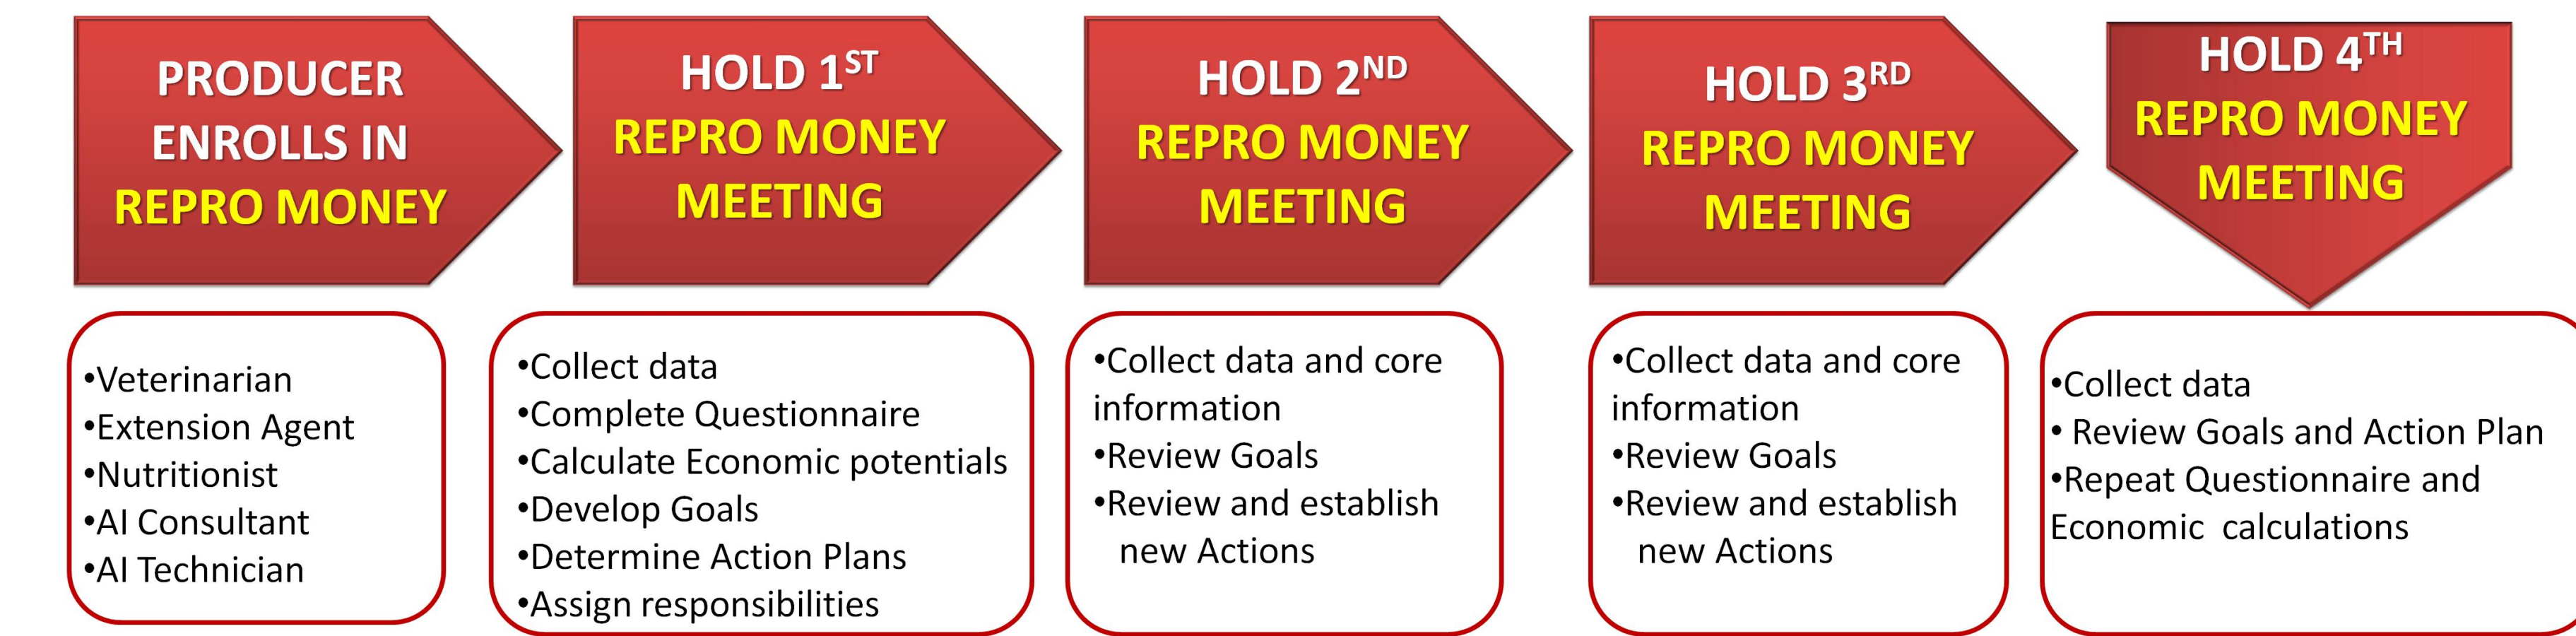 PRODUCER
ENROLLS IN
REPRO MONEY
HOLD 1ST
REPRO MONEY
MEETING
HOLD 2ND
REPRO MONEY
MEETING
HOLD 3RD
REPRO MONEY
MEETING
HOLD 4TH
REPRO MONEY
MEETING
•Veterinarian
•Extension Agent
•Nutritionist
•AI Consultant
•AI Technician
•Collect data
•Complete Questionnaire
•Calculate Economic potentials
•Develop Goals
•Determine Action Plans
•Assign responsibilities
•Collect data and core
information
•Review Goals
•Review and establish
new Actions
•Collect data and core
information
•Review Goals
•Review and establish
new Actions
•Collect data
• Review Goals and Action Plan
•Repeat Questionnaire and
Economic calculations